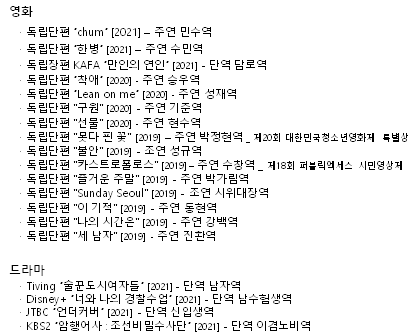 영화
· 독립단편 "chum" [2021] – 주연 민수역
· 독립단편 "한병" [2021] – 주연 수민역
· 독립장편 KAFA "만인의 연인" [2021] - 단역 담로역
· 독립단편 "착애" [2020] - 주연 승우역
· 독립단편 "Lean on me" [2020] - 주연 성재역
· 독립단편 "구원" [2020] - 주연 기준역
· 독립단편 "선물" [2020] - 주연 현수역
· 독립단편 "못다 핀 꽃" [2019] – 주연 박정현역 _ 제20회 대한민국청소년영화제 특별상
· 독립단편 "불안" [2019] - 조연 성규역
· 독립단편 "카스트로폴로스" [2019] – 주연 수창역 _ 제18회 퍼블릭액세스 시민영상제
· 독립단편 "즐거운 주말" [2019] - 주연 박가림역
· 독립단편 "Sunday Seoul" [2019] - 조연 시위대장역
· 독립단편 "이 기적" [2019] - 주연 동현역
· 독립단편 "나의 시간은" [2019] - 주연 강백역
· 독립단편 "세 남자" [2019] - 주연 진환역
드라마
· Tiving "술꾼도시여자들" [2021] - 단역 남자역
· Disney+ "너와 나의 경찰수업" [2021] - 단역 남수험생역
· JTBC "언더커버" [2021] - 단역 신입생역
· KBS2 "암행어사 : 조선비밀수사단" [2021] - 단역 이겸노비역